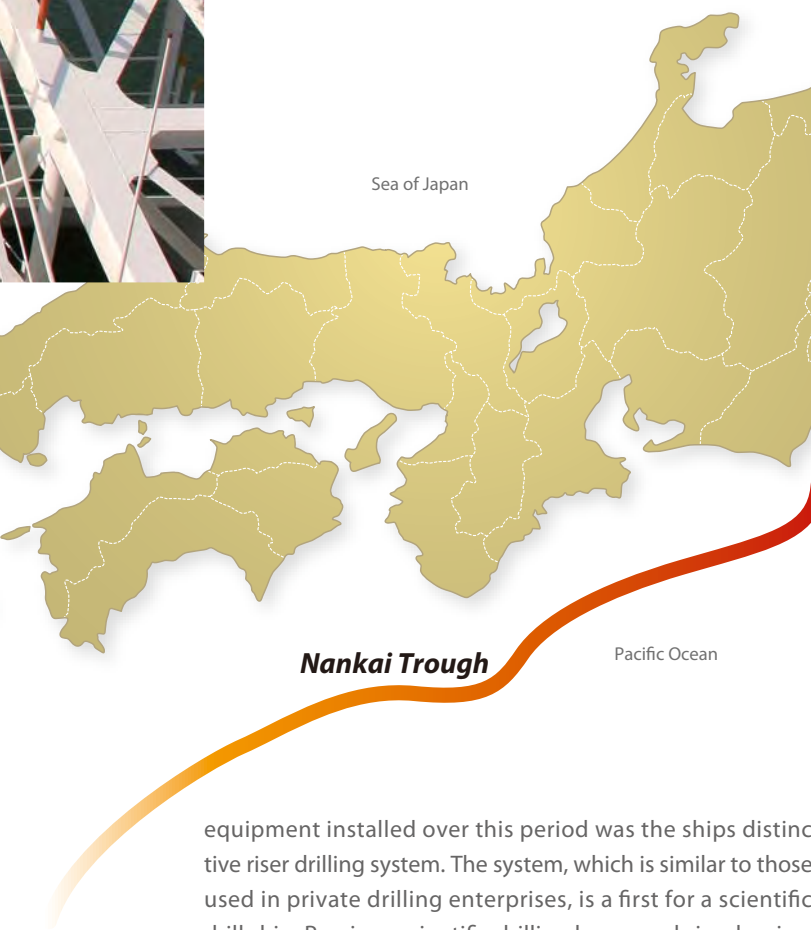 Sea of Japan
Nankai Trough
Pacific Ocean
equipment installed over this period was the ships distinc
tive riser drilling system. The system, which is similar to those
used in private drilling enterprises, is a first for a scientific